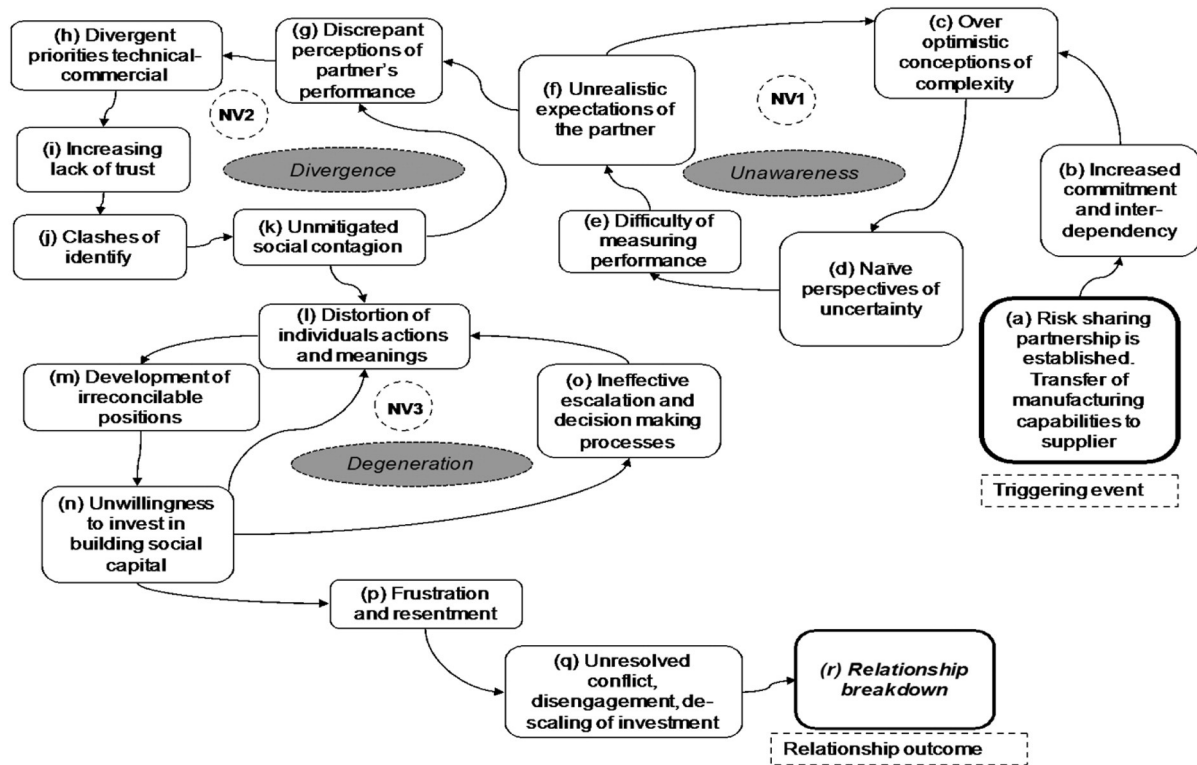 (h) Divergent
priorities technical-
commercial
(g) Discrepant
perceptions of
partner's
performance
(c) Over
optimistic
conceptions of
complexity
(f) Unrealistic
expectations of
the partner
NV1
NV2
(i) Increasing
lack of trust
Divergence
Unawareness
(b) Increased
commitment
and inter-
dependency
(j) Clashes of
identify
(k) Unmitigated
social contagion
(e) Difficulty of
measuring
performance
(d) Naïve
perspectives of
uncertainty
(l) Distortion of
individuals actions
and meanings
(a) Risk sharing
partnership is
established.
Transfer of
manufacturing
capabilities to
supplier
(m) Development of
irreconcilable
positions
NV3
(o) Ineffective
escalation and
decision making
processes
Degeneration
Triggering event
(n) Unwillingness
to invest in
building social
capital
(p) Frustration
and resentment
(q) Unresolved
conflict,
disengagement, de-
scaling of investment
(r) Relationship
breakdown
Relationship outcome